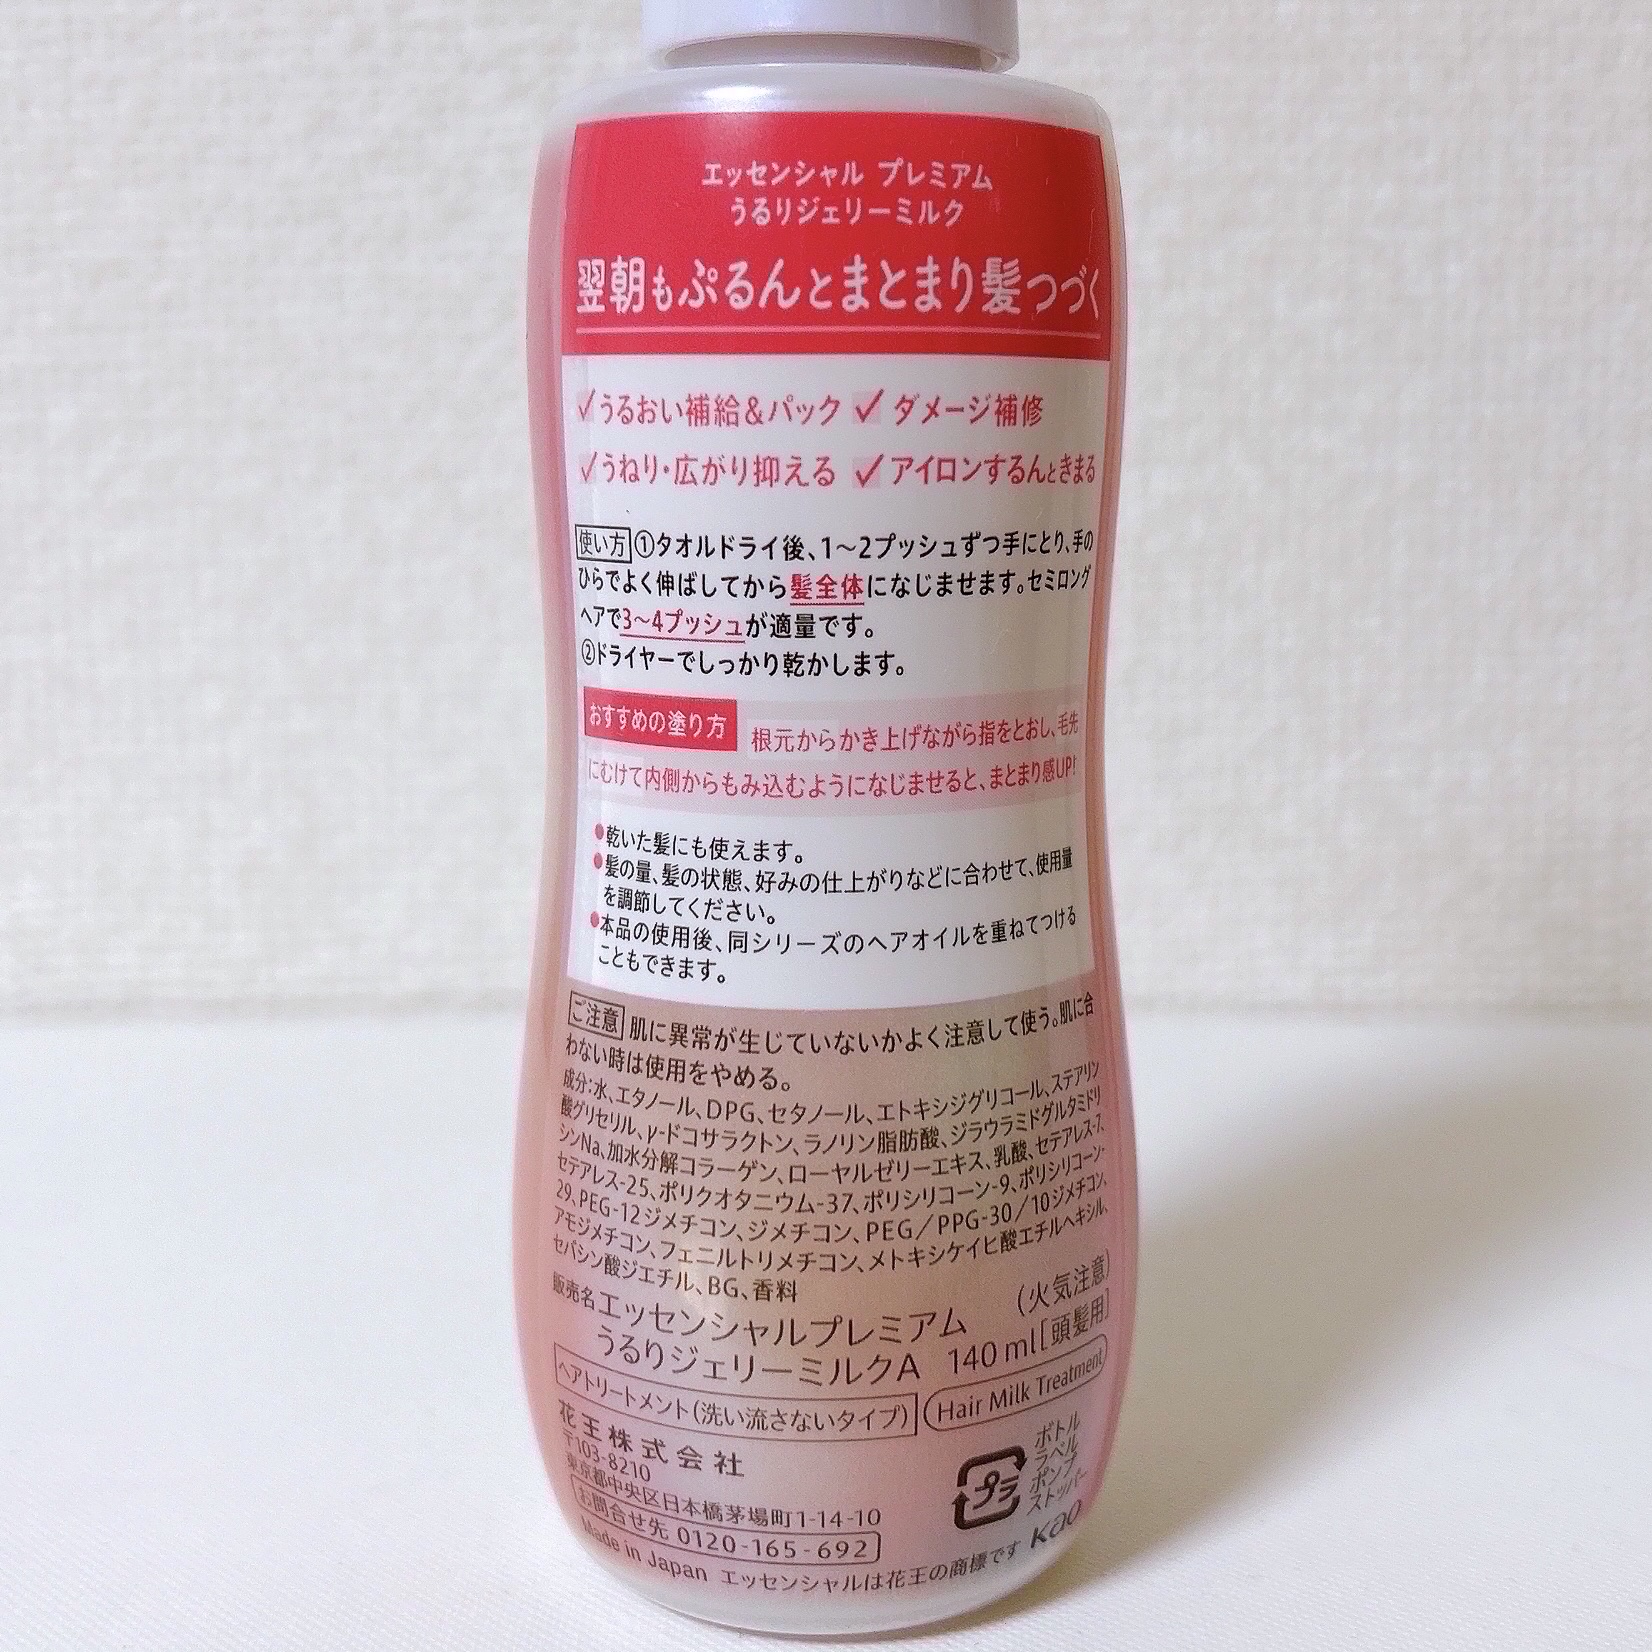 エッセンシャル プレミアム
うるりジェリーミルク
翌朝もぷるんとまとまり髪つづく
✓うるおい補給&パック ✓ダメージ補修
✓うねり・広がり抑える ✓アイロンするんときまる
使い方 ①タオルドライ後、1〜2プッシュずつ手にとり、手の
ひらでよく伸ばしてから髪全体になじませます。セミロング
ヘアで3〜4プッシュが適量です。
②ドライヤーでしっかり乾かします。
おすすめの塗り方 根元からかき上げながら指をとおし、毛先
にむけて内側からもみ込むようになじませると、まとまり感UP!
●乾いた髪にも使えます。
●髪の量、髪の状態、好みの仕上がりなどに合わせて、使用量
を調節してください。
●本品の使用後、同シリーズのヘアオイルを重ねてつける
こともできます。
ご注意 肌に異常が生じていないかよく注意して使う。肌に合
わない時は使用をやめる。
成分:水、エタノール、DPG、セタノール、エトキシジグリコール、ステアリン
酸グリセリル、γ-ドコサラクトン、ラノリン脂肪酸、ジラウラミドグルタミドリ
シンNa、加水分解コラーゲン、ローヤルゼリーエキス、乳酸、セテアレス-7、
セテアレス-25、ポリクオタニウム-37、ポリシリコーン-9、ポリシリコーン-
29、PEG-12ジメチコン、ジメチコン、PEG/PPG-30/10ジメチコン、
アモジメチコン、フェニルトリメチコン、メトキシケイヒ酸エチルヘキシル、
セバシン酸ジエチル、BG、香料
販売名 エッセンシャルプレミアム (火気注意)
うるりジェリーミルクA 140ml[頭髪用]
ヘアトリートメント(洗い流さないタイプ) Hair Milk Treatment
花王株式会社
〒103-8210
東京都中央区日本橋茅場町1-14-10
お問合せ先 0120-165-692
プラ
ボトル
ラベル
ポンプ
ストッパー
Made in Japan エッセンシャルは花王の商標です Kao